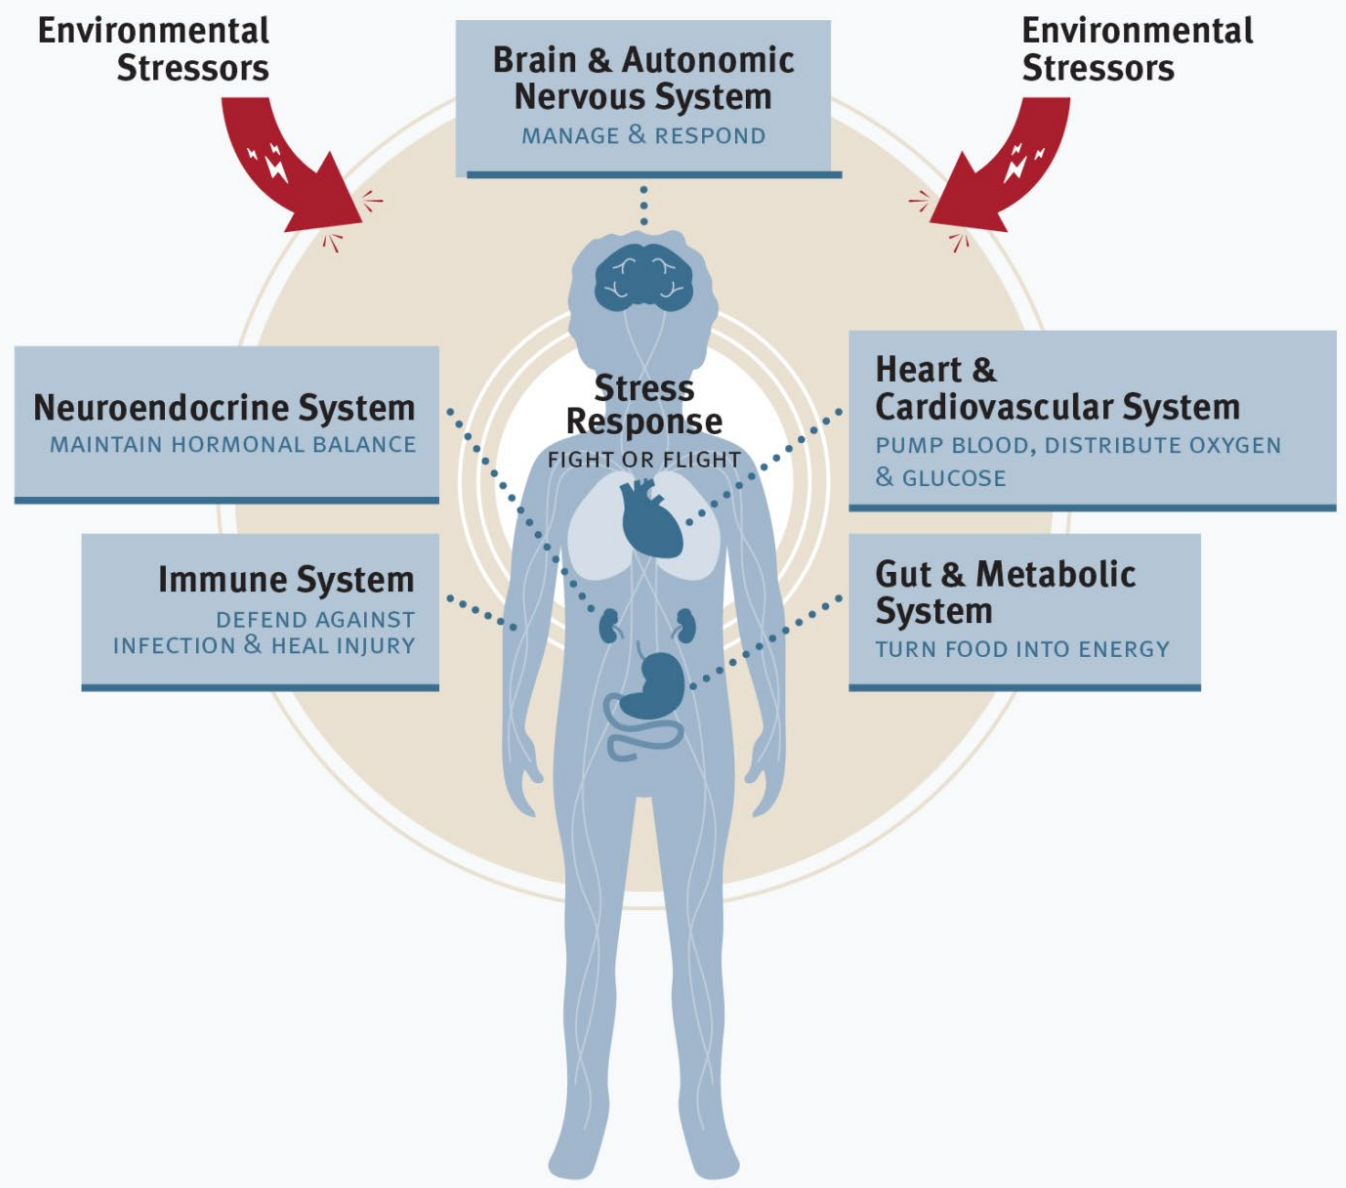 Environmental
Stressors
Brain & Autonomic
Nervous System
MANAGE & RESPOND
Environmental
Stressors
Neuroendocrine System
MAINTAIN HORMONAL BALANCE
Stress
Response
FIGHT OR FLIGHT
Heart &
Cardiovascular System
PUMP BLOOD, DISTRIBUTE OXYGEN
& GLUCOSE
Immune System
DEFEND AGAINST
INFECTION & HEAL INJURY
Gut & Metabolic
System
TURN FOOD INTO ENERGY